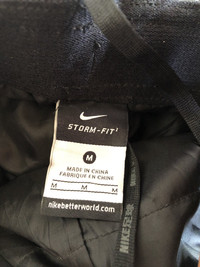 STORM-FIT
M
MADE IN CHINA
FABRIQUÉ EN CHINE
M M M
nikebetterworld.com
NIKE